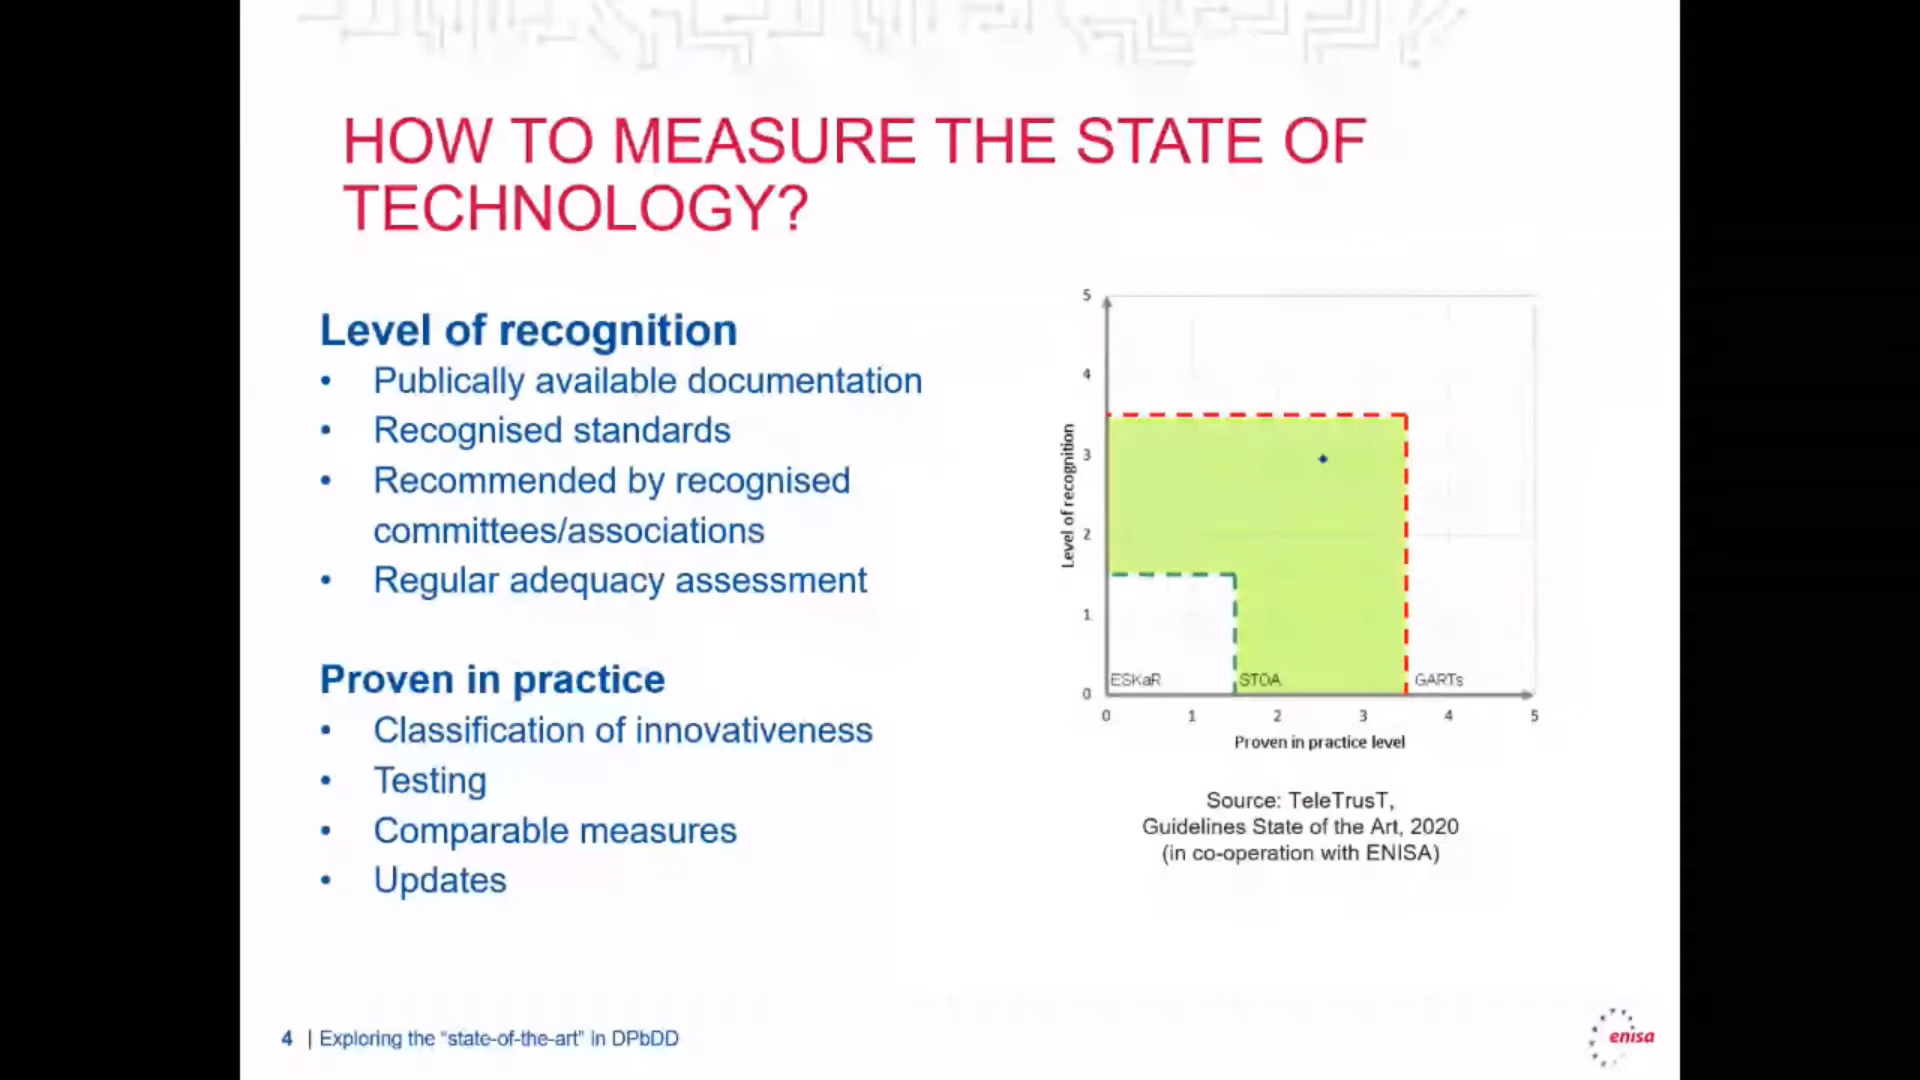 HOW TO MEASURE THE STATE OF
TECHNOLOGY?
Level of recognition
• Publically available documentation
• Recognised standards
• Recommended by recognised
committees/associations
• Regular adequacy assessment
Proven in practice
• Classification of innovativeness
• Testing
• Comparable measures
• Updates
5
4
3
2
1
0
Level of recognition
ESKaR
STOA
GARTs
0 1 2 3 4 5
Proven in practice level
Source: TeleTrusT,
Guidelines State of the Art, 2020
(in co-operation with ENISA)
4 | Exploring the "state-of-the-art" in DPbDD
enisa